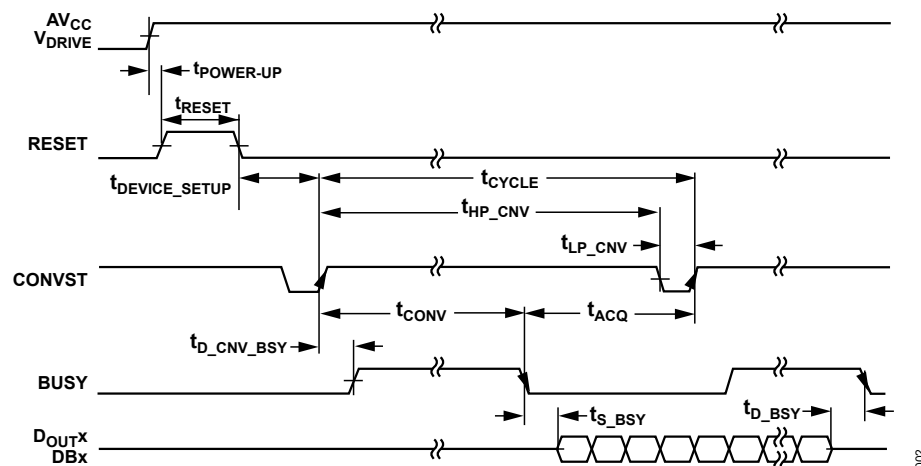 AVCC
VDRIVE
tPOWER-UP
tRESET
RESET
tDEVICE_SETUP
tCYCLE
tHP_CNV
tLP_CNV
CONVST
tCONV
tACQ
tD_CNV_BSY
BUSY
tS_BSY
tD_BSY
DOUTx
DBx
002